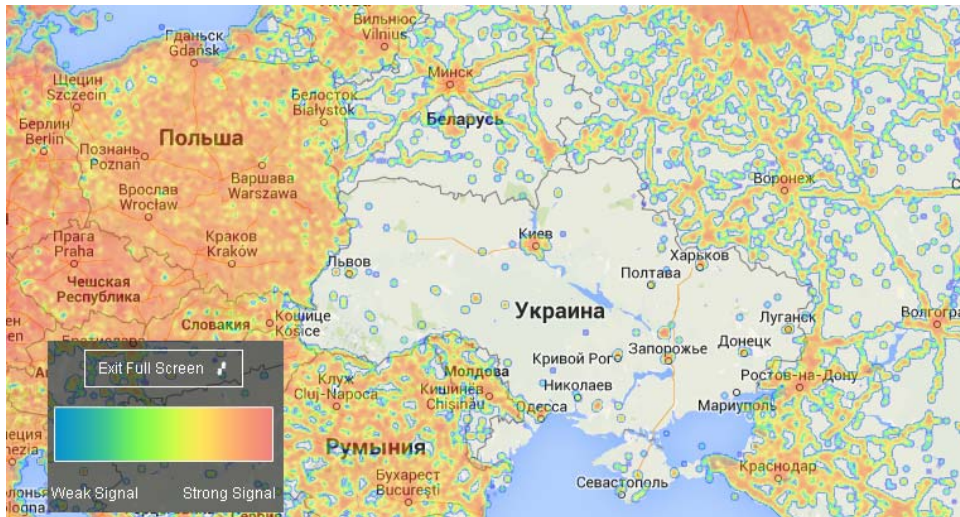 Гданьск
Gdańsk
Вильнюс
Vilnius
Щецин
Szczecin
Минск
Белосток
Białystok
Беларусь
Берлин
Berlin
Польша
Познань
Poznań
Варшава
Warszawa
Воронеж
Врослав
Wrocław
Прага
Praha
Краков
Kraków
Киев
Львов
Харьков
Полтава
Чешская
Республика
Словакия
Кошице
Košice
Украина
Луганск
Волгогра
Донецк
Запорожье
Кривой Рог
Exit Full Screen
Клуж
Cluj-Napoca
Молдова
Кишинёв
Chișinău
Николаев
Одесса
Ростов-на-Дону
Мариуполь
Румыния
Бухарест
București
Краснодар
Севастополь
Weak Signal
Strong Signal